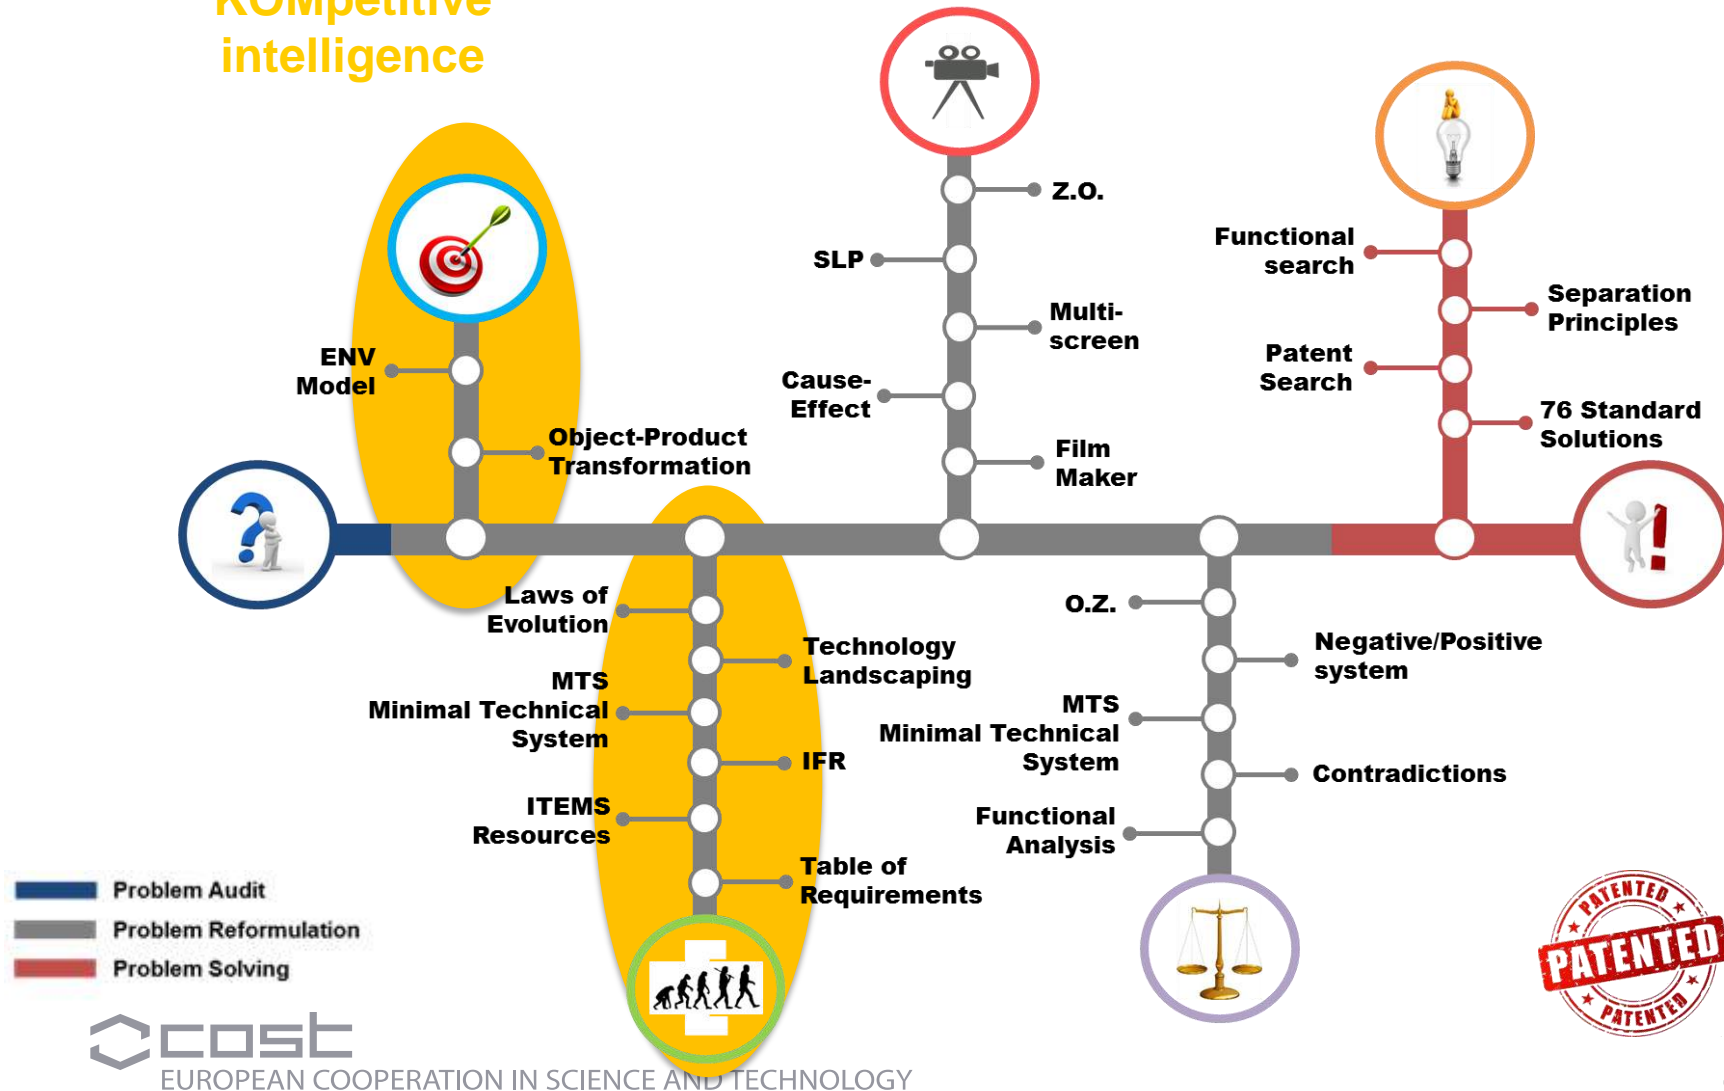 KOMpetitive
intelligence
Z.O.
SLP
Multi-
screen
Cause-
Effect
Film
Maker
Functional
search
Separation
Principles
Patent
Search
76 Standard
Solutions
ENV
Model
Object-Product
Transformation
Laws of
Evolution
Technology
Landscaping
MTS
Minimal Technical
System
IFR
ITEMS
Resources
Table of
Requirements
O.Z.
Negative/Positive
system
MTS
Minimal Technical
System
Contradictions
Functional
Analysis
Problem Audit
Problem Reformulation
Problem Solving
PATENTED
PATENTED
PATENTED
cost
EUROPEAN COOPERATION IN SCIENCE AND TECHNOLOGY